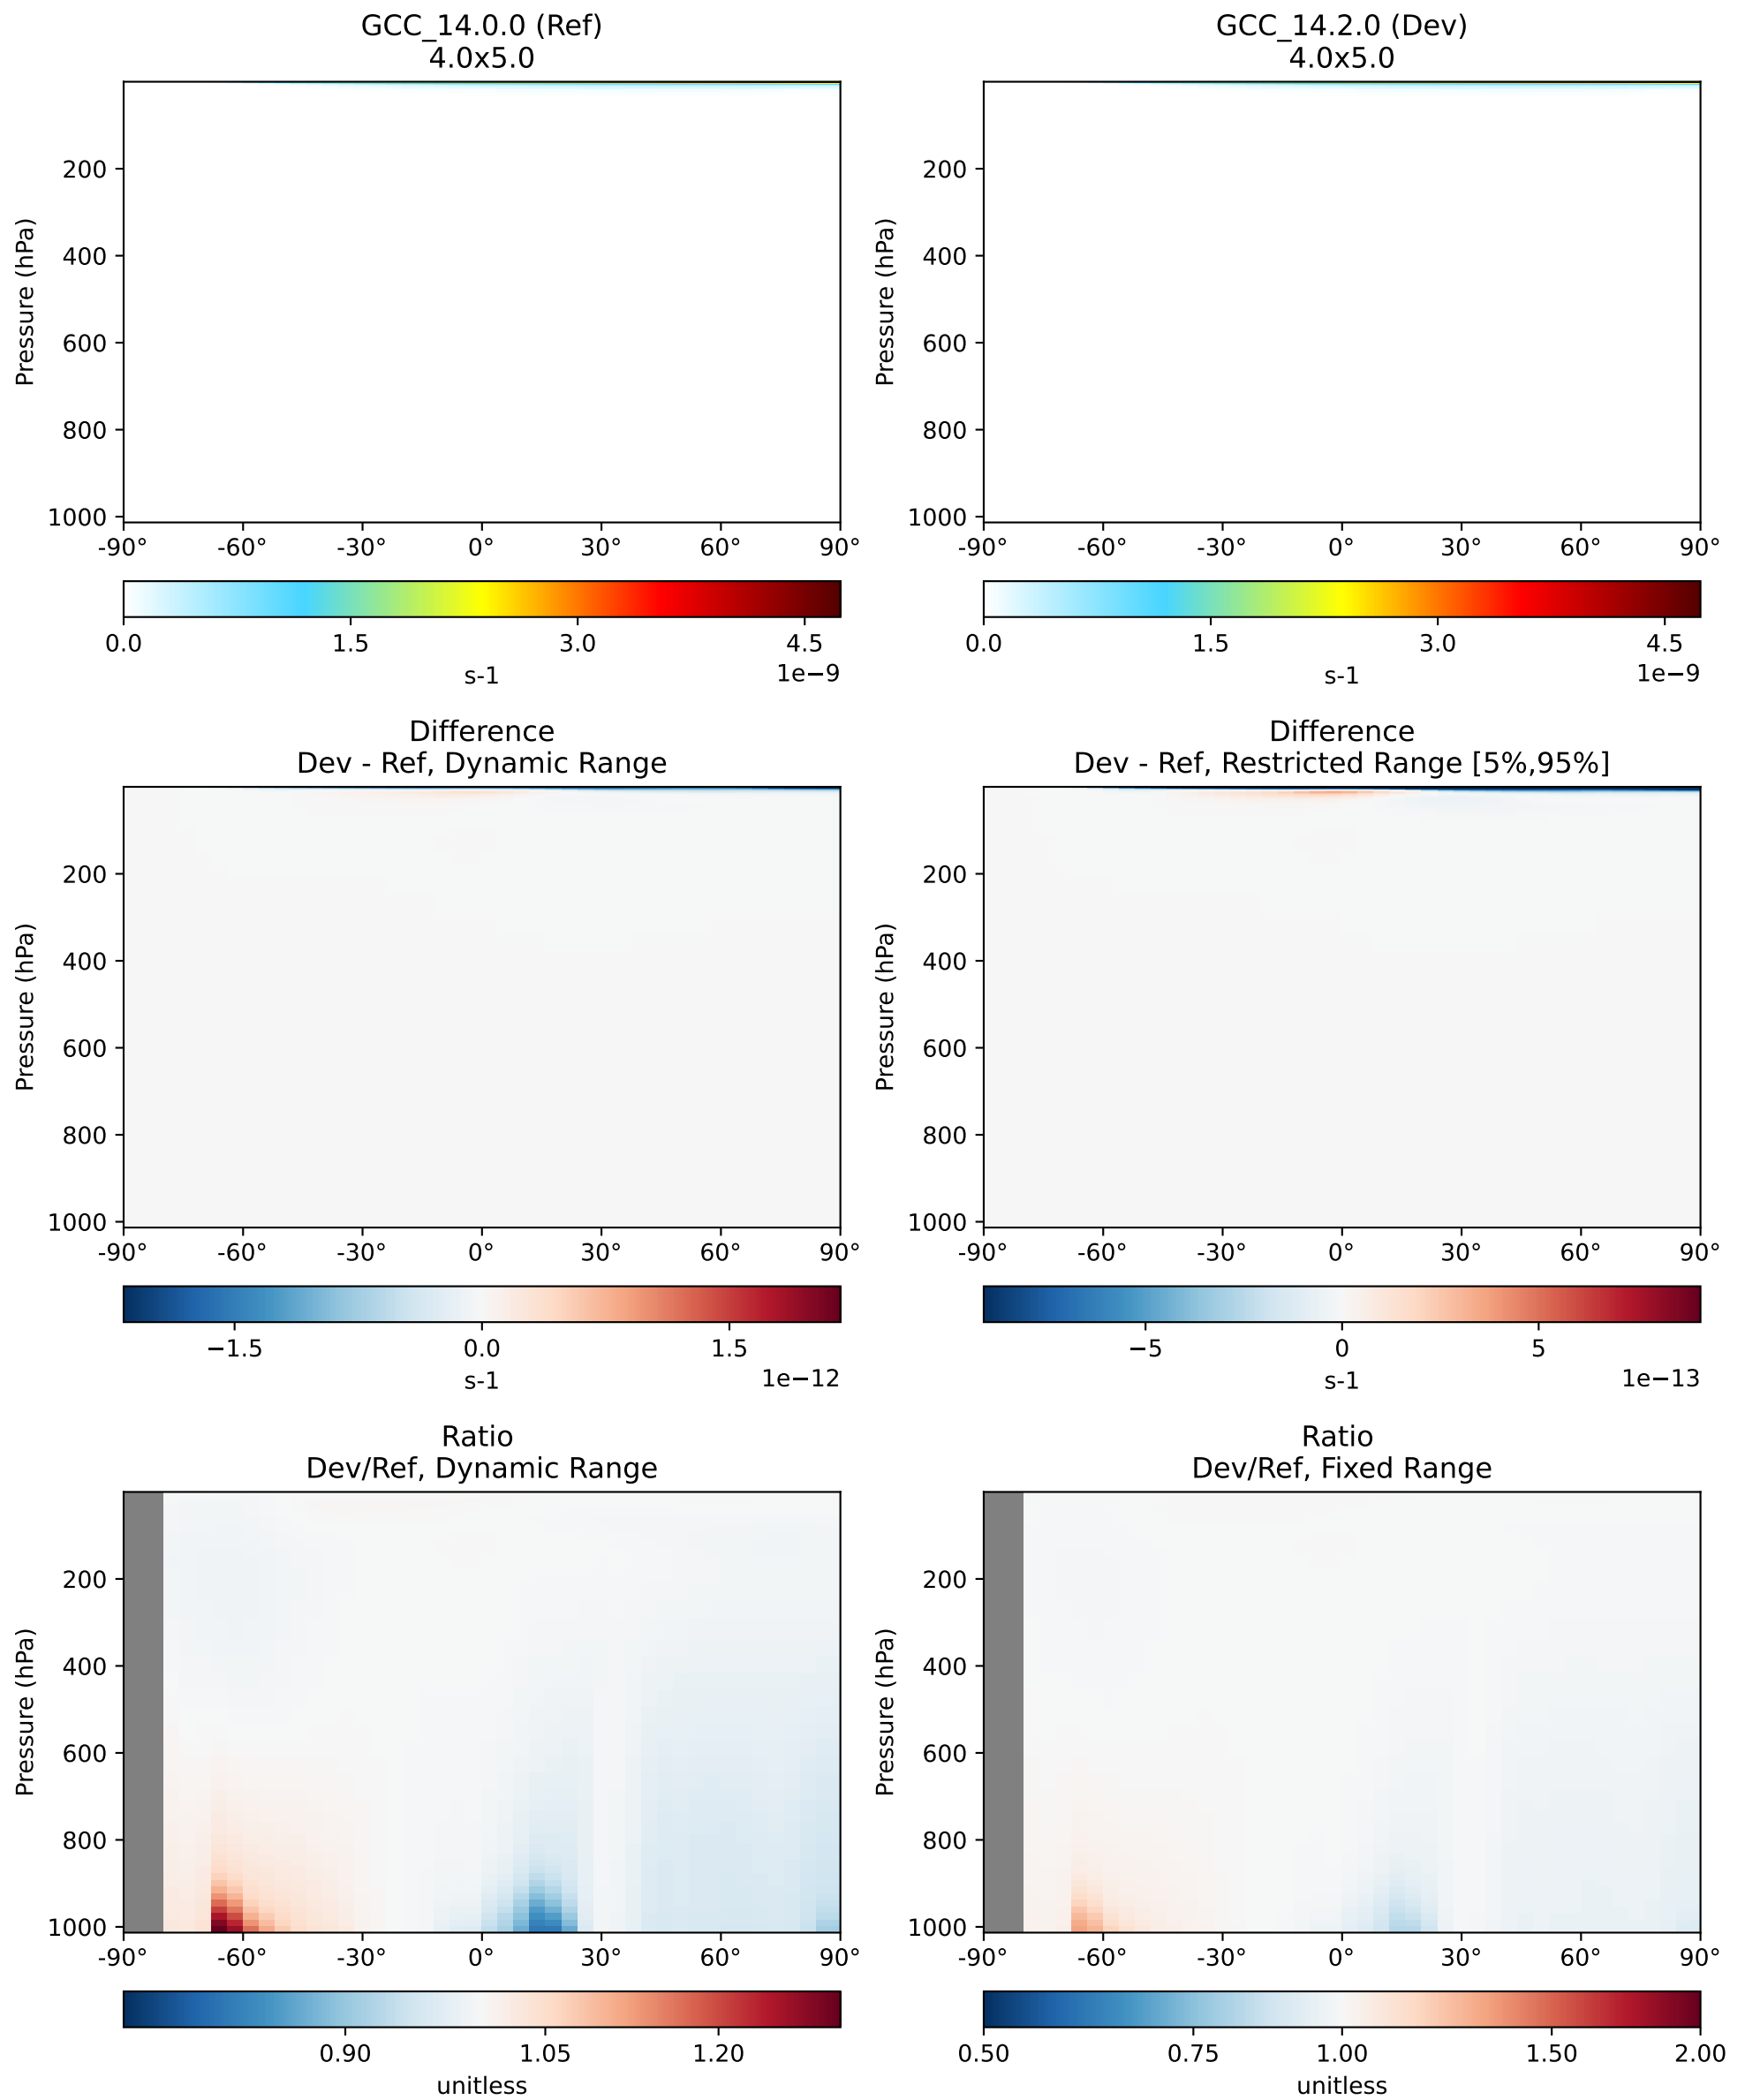 GCC_14.0.0 (Ref)
4.0x5.0
Pressure (hPa)
200
400
600
800
1000
-90° -60° -30° 0° 30° 60° 90°
0.0 1.5 3.0 4.5
s-1
1e−9
GCC_14.2.0 (Dev)
4.0x5.0
Pressure (hPa)
200
400
600
800
1000
-90° -60° -30° 0° 30° 60° 90°
0.0 1.5 3.0 4.5
s-1
1e−9
Difference
Dev - Ref, Dynamic Range
Pressure (hPa)
200
400
600
800
1000
-90° -60° -30° 0° 30° 60° 90°
−1.5 0.0 1.5
s-1
1e−12
Difference
Dev - Ref, Restricted Range [5%,95%]
Pressure (hPa)
200
400
600
800
1000
-90° -60° -30° 0° 30° 60° 90°
−5 0 5
s-1
1e−13
Ratio
Dev/Ref, Dynamic Range
Pressure (hPa)
200
400
600
800
1000
-90° -60° -30° 0° 30° 60° 90°
0.90 1.05 1.20
unitless
Ratio
Dev/Ref, Fixed Range
Pressure (hPa)
200
400
600
800
1000
-90° -60° -30° 0° 30° 60° 90°
0.50 0.75 1.00 1.50 2.00
unitless